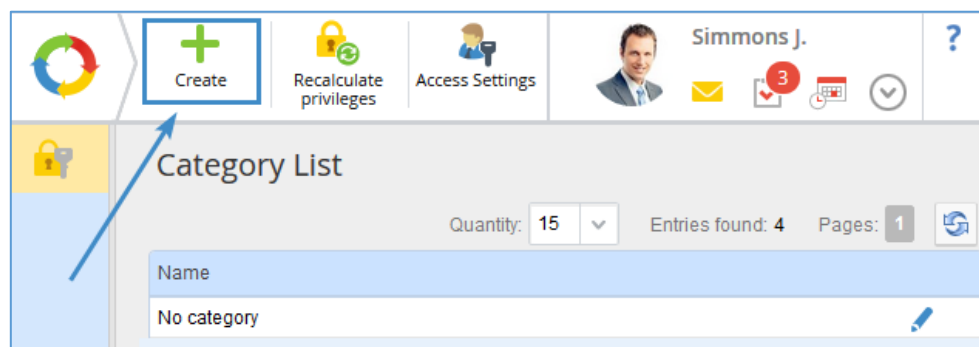 Create
Recalculate
privileges
Access Settings
Simmons J.
3
?
Category List
Quantity: 15 Entries found: 4 Pages: 1
Name
No category